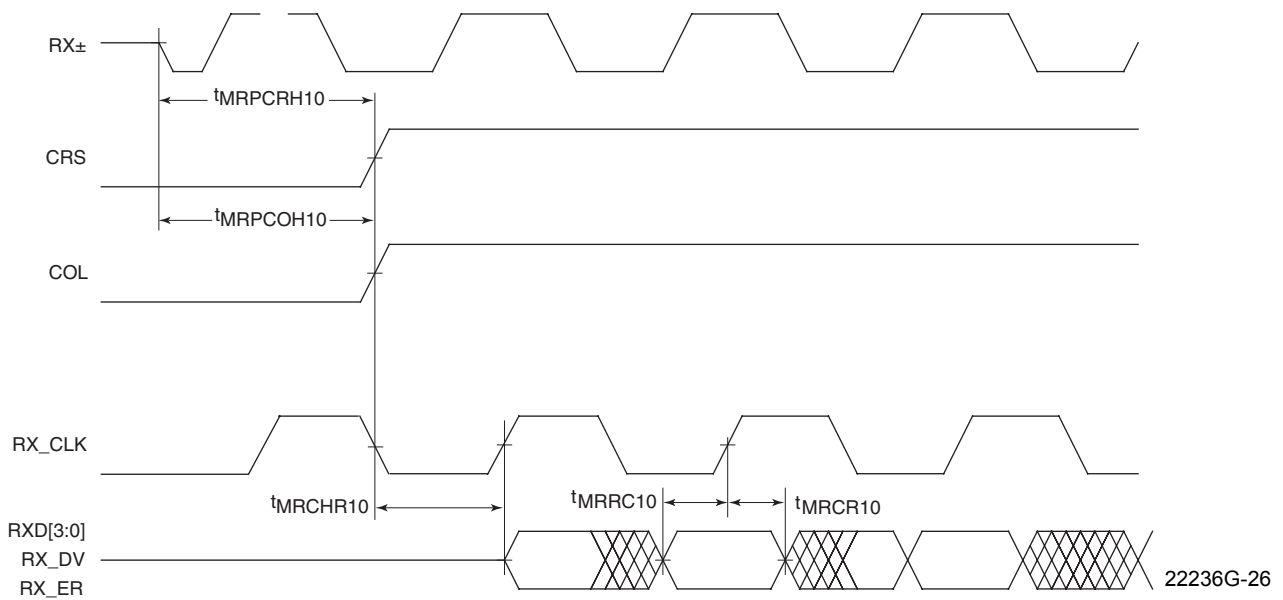 RX±
tMRPCRH10
CRS
tMRPCOH10
COL
RX_CLK
tMRCHR10
tMRRC10
tMRCR10
RXD[3:0]
RX_DV
RX_ER
22236G-26